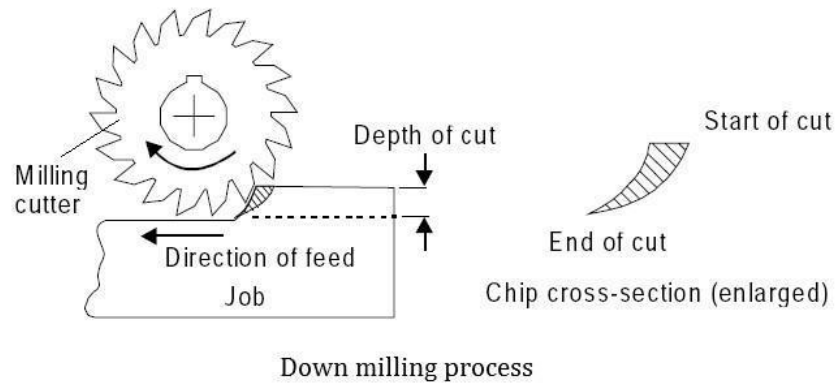 Milling
cutter
Depth of cut
Direction of feed
Job
Start of cut
End of cut
Chip cross-section (enlarged)
Down milling process